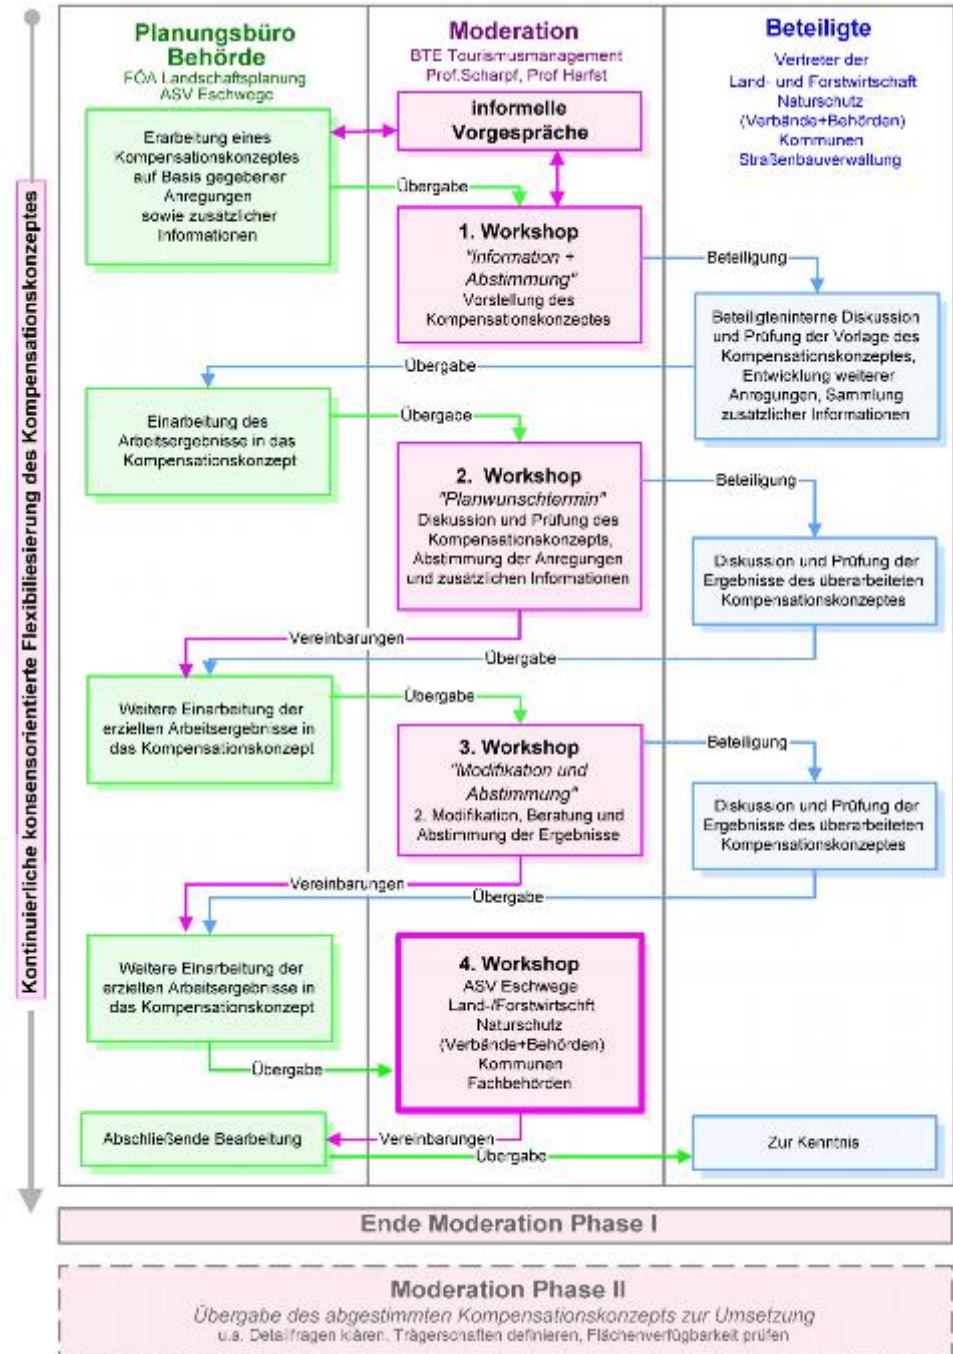 Planungsbüro
Behörde
FÖA Landschaftsplanung
ASV Eschwege
Moderation
BTE Tourismusmanagement
Prof.Scharpf, Prof Harfst
Beteiligte
Vertreter der
Land- und Forstwirtschaft
Naturschutz
(Verbände+Behörden)
Kommunen
Straßenbauverwaltung
Kontinuierliche konsensorientierte Flexibiliesierung des Kompensationskonzeptes
informelle
Vorgespräche
Erarbeitung eines
Kompensationskonzeptes
auf Basis gegebener
Anregungen
sowie zusätzlicher
Informationen
Übergabe
1. Workshop
"Information +
Abstimmung"
Vorstellung des
Kompensationskonzeptes
Beteiligung
Beteiligteninterne Diskussion
und Prüfung der Vorlage des
Kompensationskonzeptes,
Entwicklung weiterer
Anregungen, Sammlung
zusätzlicher Informationen
Übergabe
Einarbeitung des
Arbeitsergebnisse in das
Kompensationskonzept
Übergabe
2. Workshop
"Planwunschtermin"
Diskussion und Prüfung des
Kompensationskonzepts,
Abstimmung der Anregungen
und zusätzlichen Informationen
Beteiligung
Diskussion und Prüfung der
Ergebnisse des überarbeiteten
Kompensationskonzeptes
Vereinbarungen
Übergabe
Weitere Einarbeitung der
erzielten Arbeitsergebnisse in
das Kompensationskonzept
Übergabe
3. Workshop
"Modifikation und
Abstimmung"
2. Modifikation, Beratung und
Abstimmung der Ergebnisse
Beteiligung
Diskussion und Prüfung der
Ergebnisse des überarbeiteten
Kompensationskonzeptes
Vereinbarungen
Übergabe
Weitere Einarbeitung der
erzielten Arbeitsergebnisse in
das Kompensationskonzept
Übergabe
4. Workshop
ASV Eschwege
Land-/Forstwirtschft
Naturschutz
(Verbände+Behörden)
Kommunen
Fachbehörden
Abschließende Bearbeitung
Vereinbarungen
Übergabe
Zur Kenntnis
Ende Moderation Phase I
Moderation Phase II
Übergabe des abgestimmten Kompensationskonzepts zur Umsetzung
u.a. Detailfragen klären, Trägerschaften definieren, Flächenverfügbarkeit prüfen